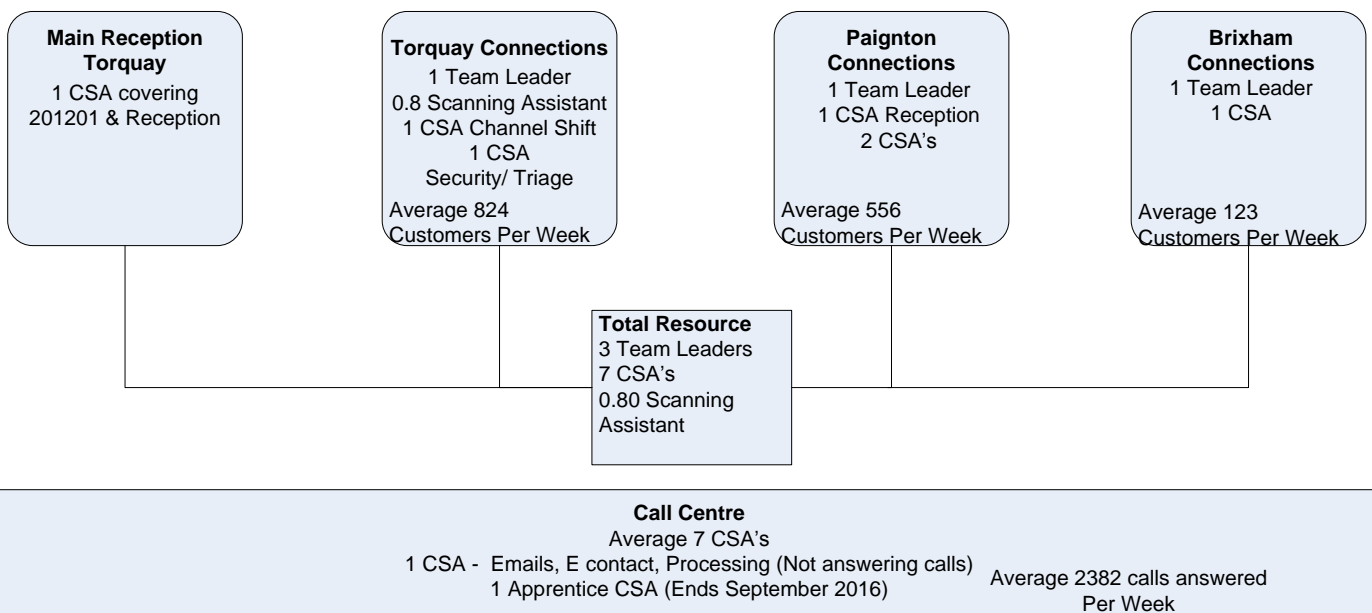 Main Reception
Torquay
1 CSA covering
201201 & Reception
Torquay Connections
1 Team Leader
0.8 Scanning Assistant
1 CSA Channel Shift
1 CSA
Security/ Triage
Average 824
Customers Per Week
Paignton
Connections
1 Team Leader
1 CSA Reception
2 CSA's
Average 556
Customers Per Week
Brixham
Connections
1 Team Leader
1 CSA
Average 123
Customers Per Week
Total Resource
3 Team Leaders
7 CSA's
0.80 Scanning
Assistant
Call Centre
Average 7 CSA's
1 CSA -  Emails, E contact, Processing (Not answering calls)
1 Apprentice CSA (Ends September 2016)
Average 2382 calls answered
Per Week